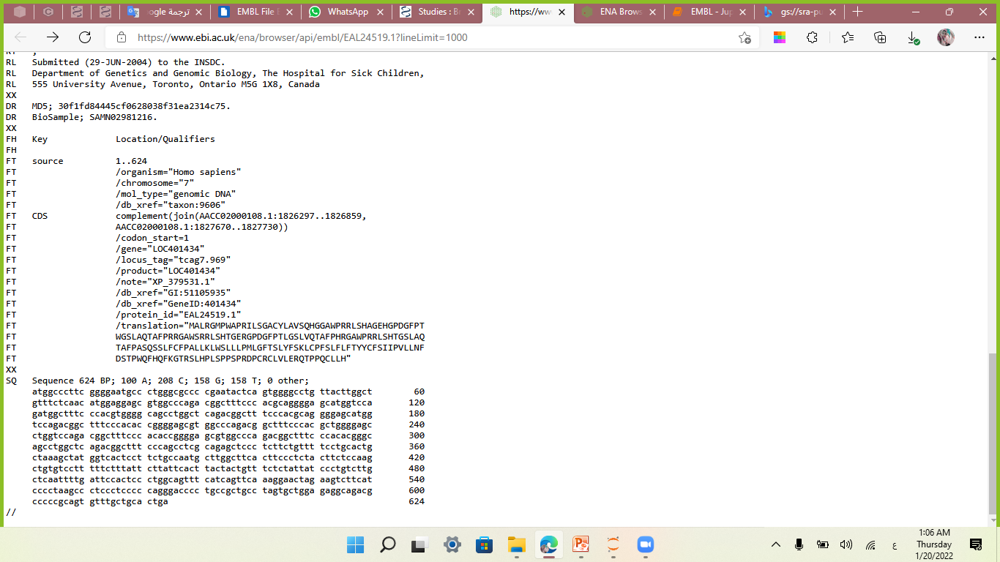 ترجمة oogle
EMBL File F
WhatsApp
Studies : Br
https://ww
ENA Brows
EMBL - Jup
gs://sra-pu
https://www.ebi.ac.uk/ena/browser/api/embl/EAL24519.1?lineLimit=1000
RT ;
RL Submitted (29-JUN-2004) to the INSDC.
RL Department of Genetics and Genomic Biology, The Hospital for Sick Children,
RL 555 University Avenue, Toronto, Ontario M5G 1X8, Canada
XX
DR MD5; 30f1fd84445cf0628038f31ea2314c75.
DR BioSample; SAMN02981216.
XX
FH Key Location/Qualifiers
FH
FT source 1..624
FT /organism="Homo sapiens"
FT /chromosome="7"
FT /mol_type="genomic DNA"
FT /db_xref="taxon:9606"
FT CDS complement(join(AACC02000108.1:1826297..1826859,
FT AACC02000108.1:1827670..1827730))
FT /codon_start=1
FT /gene="LOC401434"
FT /locus_tag="tcag7.969"
FT /product="LOC401434"
FT /note="XP_379531.1"
FT /db_xref="GI:51105935"
FT /db_xref="GeneID:401434"
FT /protein_id="EAL24519.1"
FT /translation="MALRGMPWAPRILSGACYLAVSQHGGAWPRRLSHAGEHGPDGFPT
FT WGSLAQTAFPRRGAWSRRLSHTGERGPDGFPTLGSLVQTAFPHRGAWPRRLSHTGSLAQ
FT TAFPASQSSLFCFPALLKLWSLLLPMLGFTSLYFSKLCPFSLFLFTYYCFSIIPVLLNF
FT DSTPWQFHQFKGTRSLHPLSPPSPRDPCRCLVLERQTPPQCLLH"
XX
SQ Sequence 624 BP; 100 A; 208 C; 158 G; 158 T; 0 other;
atggcccttc ggggaatgcc ctgggcgccc cgaatactca gtggggcctg ttacttggct 60
gtttctcaac atggaggagc gtggcccaga cggctttccc acgcagggga gcatggtcca 120
gatggctttc ccacgtgggg cagcctggct cagacggctt tcccacgcag gggagcatgg 180
tccagacggc tttcccacac cggggagcgt ggcccagacg gctttcccac gctggggagc 240
ctggtccaga cggctttccc acaccgggga gcgtggccca gacggctttc ccacacgggc 300
agcctggctc agacggcttt cccagcctcg cagagctccc tcttctgttt tcctgcactg 360
ctaaagctat ggtcactcct tctgccaatg cttggcttca cttccctcta cttctccaag 420
ctgtgtcctt tttctttatt cttattcact tactactgtt tctctattat ccctgtcttg 480
ctcaattttg attccactcc ctggcagttt catcagttca aaggaactag aagtcttcat 540
cccctaagcc ctccctcccc cagggacccc tgccgctgcc tagtgctgga gaggcagacg 600
cccccgcagt gtttgctgca ctga 624
//
ع
1:06 AM
Thursday
1/20/2022